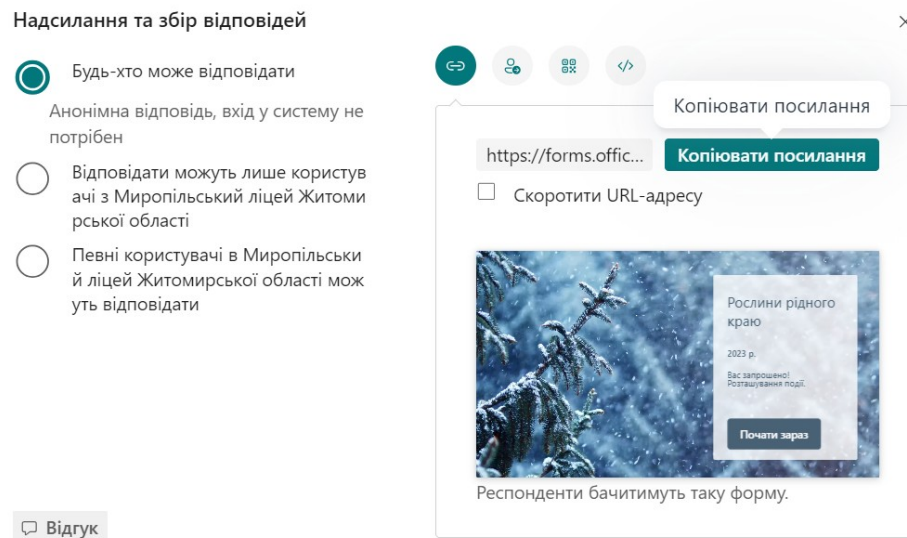 Надсилання та збір відповідей
Будь-хто може відповідати
Анонімна відповідь, вхід у систему не
потрібен
Відповідати можуть лише користув
ачі з Миропільський ліцей Житоми
рської області
Певні користувачі в Миропільськи
й ліцей Житомирської області мож
уть відповідати
Відгук
Копіювати посилання
https://forms.offic...
Копіювати посилання
Скоротити URL-адресу
Рослини рідного
краю
2023 р.
Вас запрошено!
Розташування події.
Почати зараз
Респонденти бачитимуть таку форму.